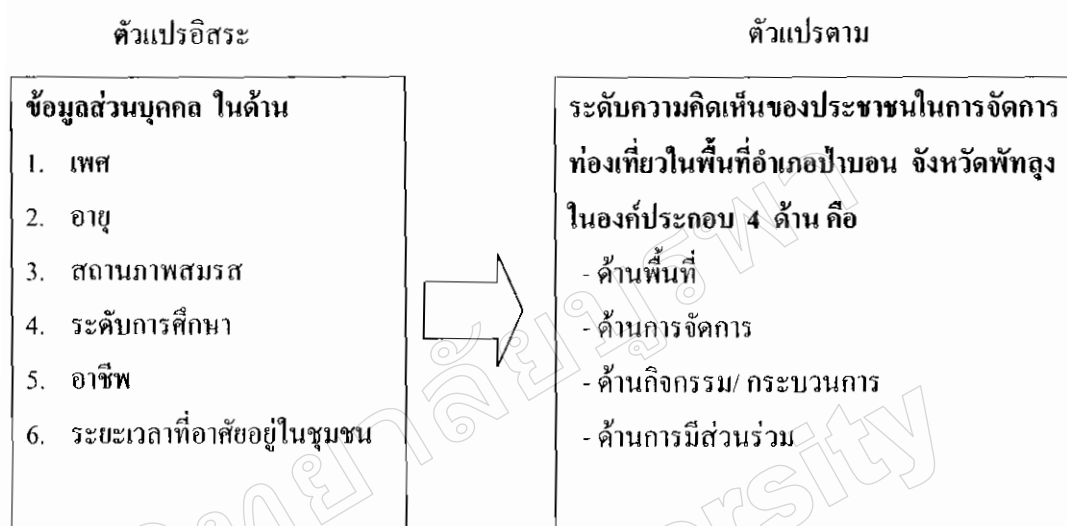 ตัวแปรอิสระ
ข้อมูลส่วนบุคคล ในด้าน
1. เพศ
2. อายุ
3. สถานภาพสมรส
4. ระดับการศึกษา
5. อาชีพ
6. ระยะเวลาที่อาศัยอยู่ในชุมชน
ตัวแปรตาม
ระดับความคิดเห็นของประชาชนในการจัดการ
ท่องเที่ยวในพื้นที่อำเภอป่าบอน จังหวัดพัทลุง
ในองค์ประกอบ 4 ด้าน คือ
- ด้านพื้นที่
- ด้านการจัดการ
- ด้านกิจกรรม/ กระบวนการ
- ด้านการมีส่วนร่วม